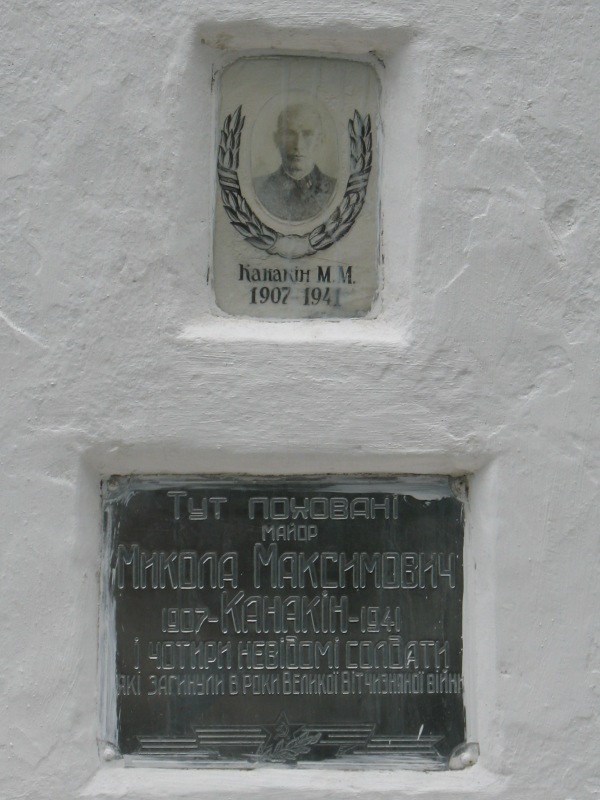 Канакін М.М.
1907 - 1941
Тут поховані
майор
Микола Максимович
1907-Канакін-1941
і чотири невідомі солдати
які загинули в роки Великої Вітчизняної війни